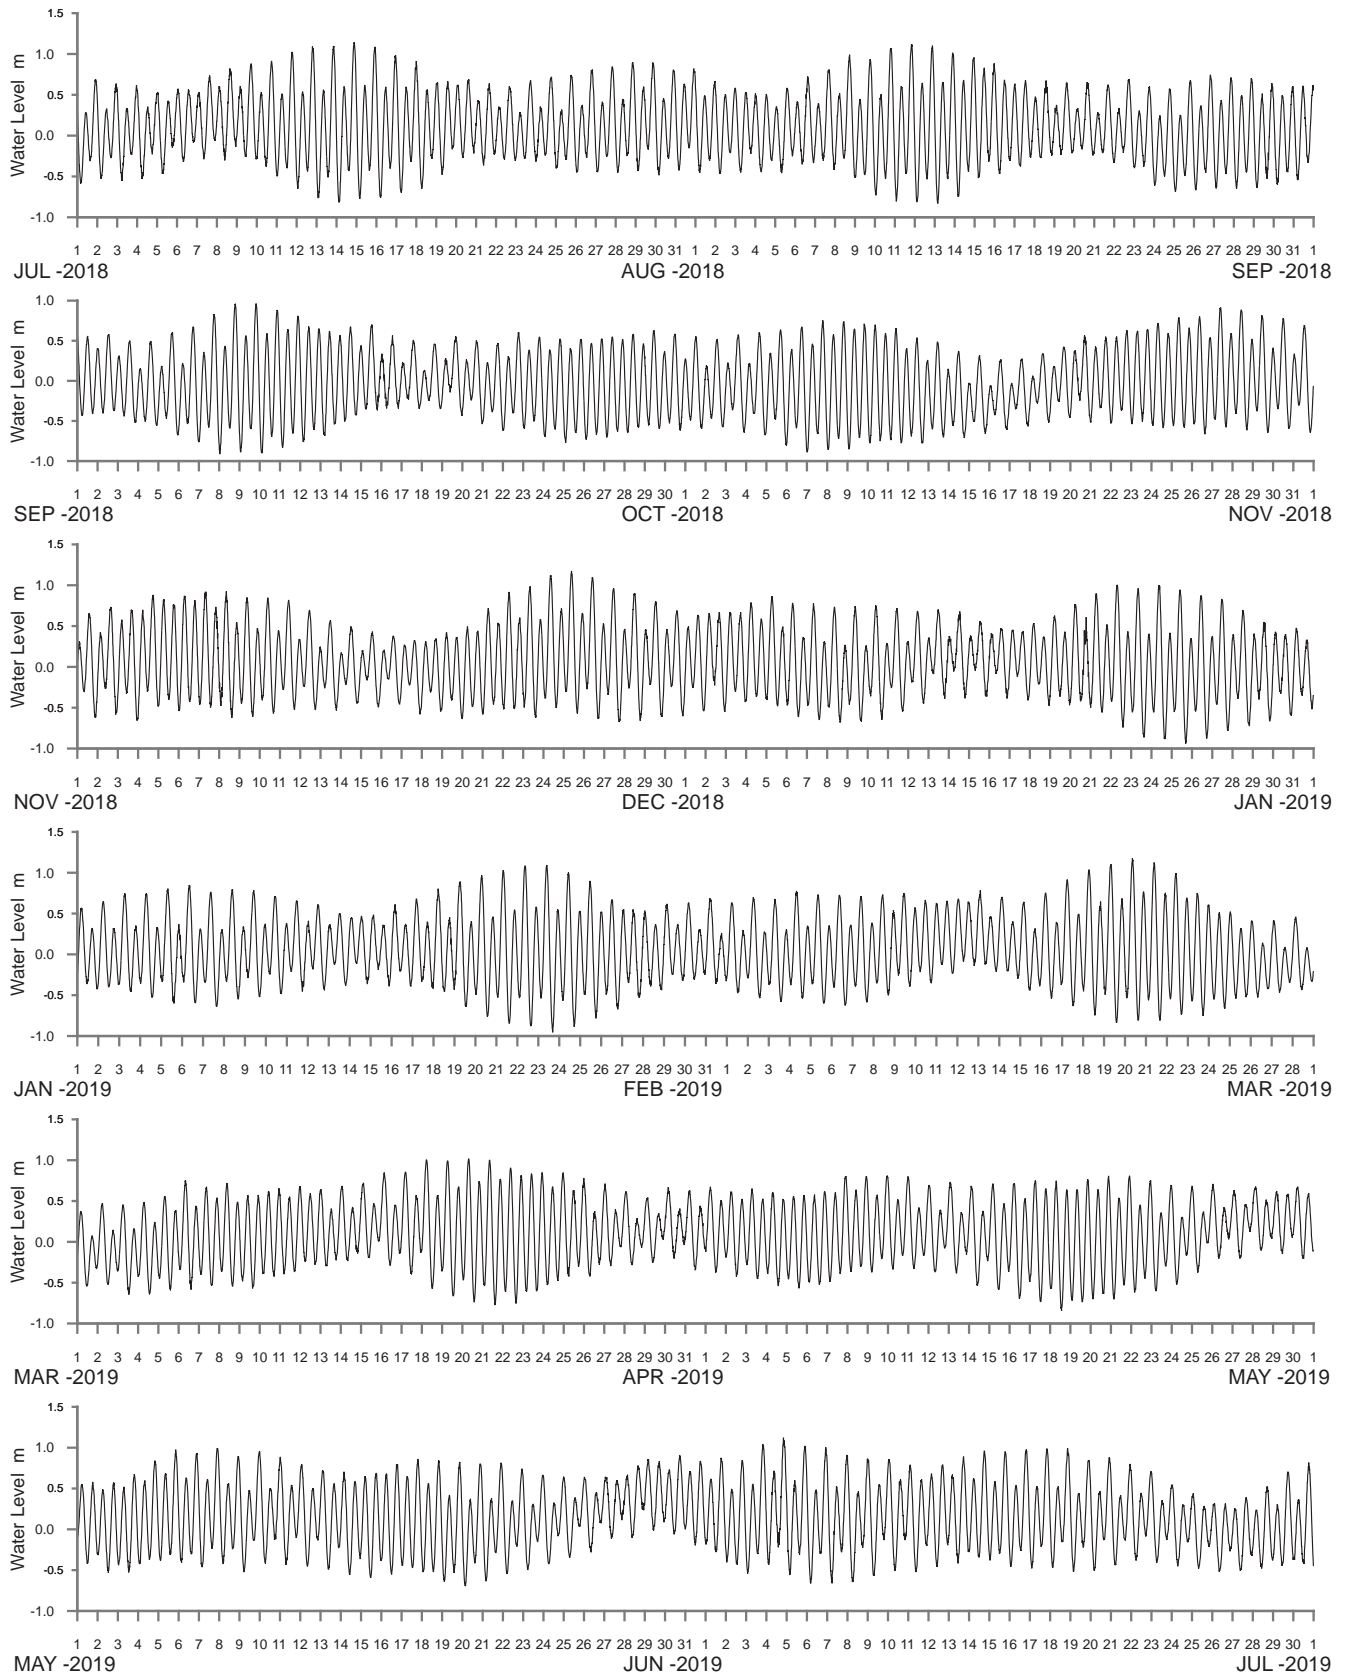 1.5
1.0
0.5
0.0
-0.5
-1.0
Water Level m
1 2 3 4 5 6 7 8 9 10 11 12 13 14 15 16 17 18 19 20 21 22 23 24 25 26 27 28 29 30 31 1 2 3 4 5 6 7 8 9 10 11 12 13 14 15 16 17 18 19 20 21 22 23 24 25 26 27 28 29 30 31 1
JUL -2018 AUG -2018 SEP -2018
1.0
0.5
0.0
-0.5
-1.0
Water Level m
1 2 3 4 5 6 7 8 9 10 11 12 13 14 15 16 17 18 19 20 21 22 23 24 25 26 27 28 29 30 1 2 3 4 5 6 7 8 9 10 11 12 13 14 15 16 17 18 19 20 21 22 23 24 25 26 27 28 29 30 31 1
SEP -2018 OCT -2018 NOV -2018
1.5
1.0
0.5
0.0
-0.5
-1.0
Water Level m
1 2 3 4 5 6 7 8 9 10 11 12 13 14 15 16 17 18 19 20 21 22 23 24 25 26 27 28 29 30 1 2 3 4 5 6 7 8 9 10 11 12 13 14 15 16 17 18 19 20 21 22 23 24 25 26 27 28 29 30 31 1
NOV -2018 DEC -2018 JAN -2019
1.5
1.0
0.5
0.0
-0.5
-1.0
Water Level m
1 2 3 4 5 6 7 8 9 10 11 12 13 14 15 16 17 18 19 20 21 22 23 24 25 26 27 28 29 30 31 1 2 3 4 5 6 7 8 9 10 11 12 13 14 15 16 17 18 19 20 21 22 23 24 25 26 27 28 1
JAN -2019 FEB -2019 MAR -2019
1.5
1.0
0.5
0.0
-0.5
-1.0
Water Level m
1 2 3 4 5 6 7 8 9 10 11 12 13 14 15 16 17 18 19 20 21 22 23 24 25 26 27 28 29 30 31 1 2 3 4 5 6 7 8 9 10 11 12 13 14 15 16 17 18 19 20 21 22 23 24 25 26 27 28 29 30 1
MAR -2019 APR -2019 MAY -2019
1.5
1.0
0.5
0.0
-0.5
-1.0
Water Level m
1 2 3 4 5 6 7 8 9 10 11 12 13 14 15 16 17 18 19 20 21 22 23 24 25 26 27 28 29 30 31 1 2 3 4 5 6 7 8 9 10 11 12 13 14 15 16 17 18 19 20 21 22 23 24 25 26 27 28 29 30 1
MAY -2019 JUN -2019 JUL -2019